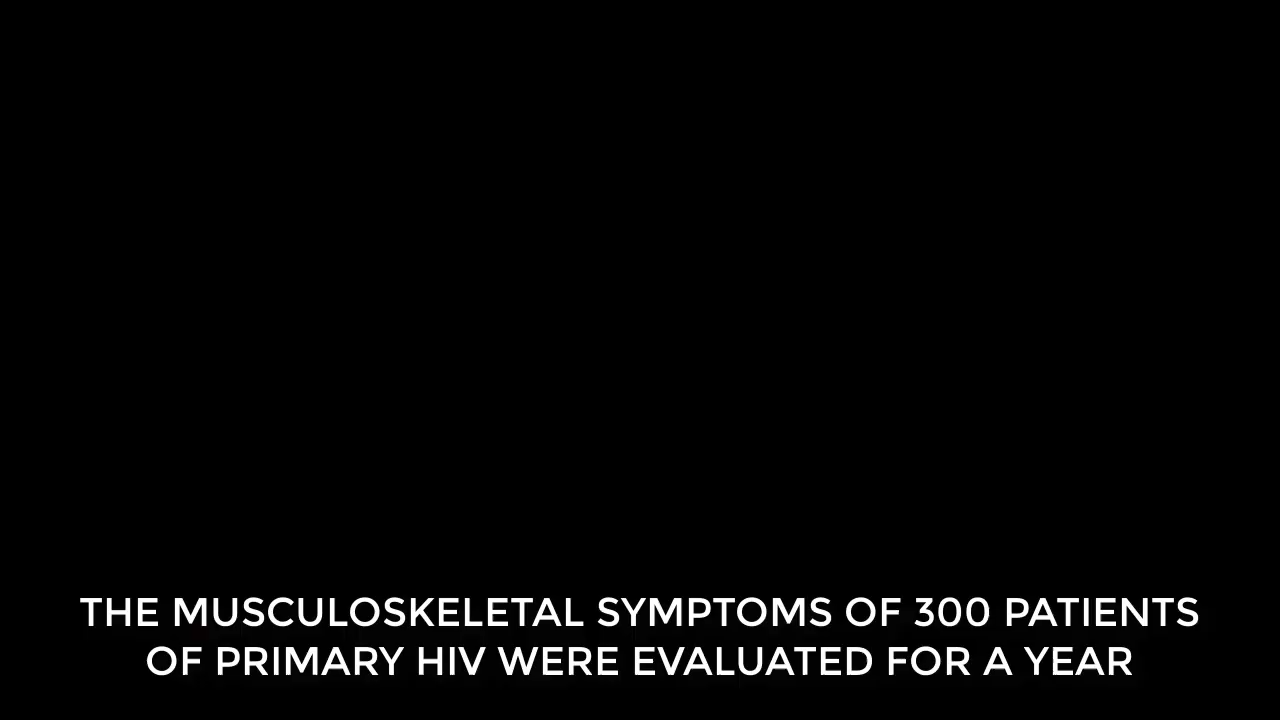 THE MUSCULOSKELETAL SYMPTOMS OF 300 PATIENTS
OF PRIMARY HIV WERE EVALUATED FOR A YEAR